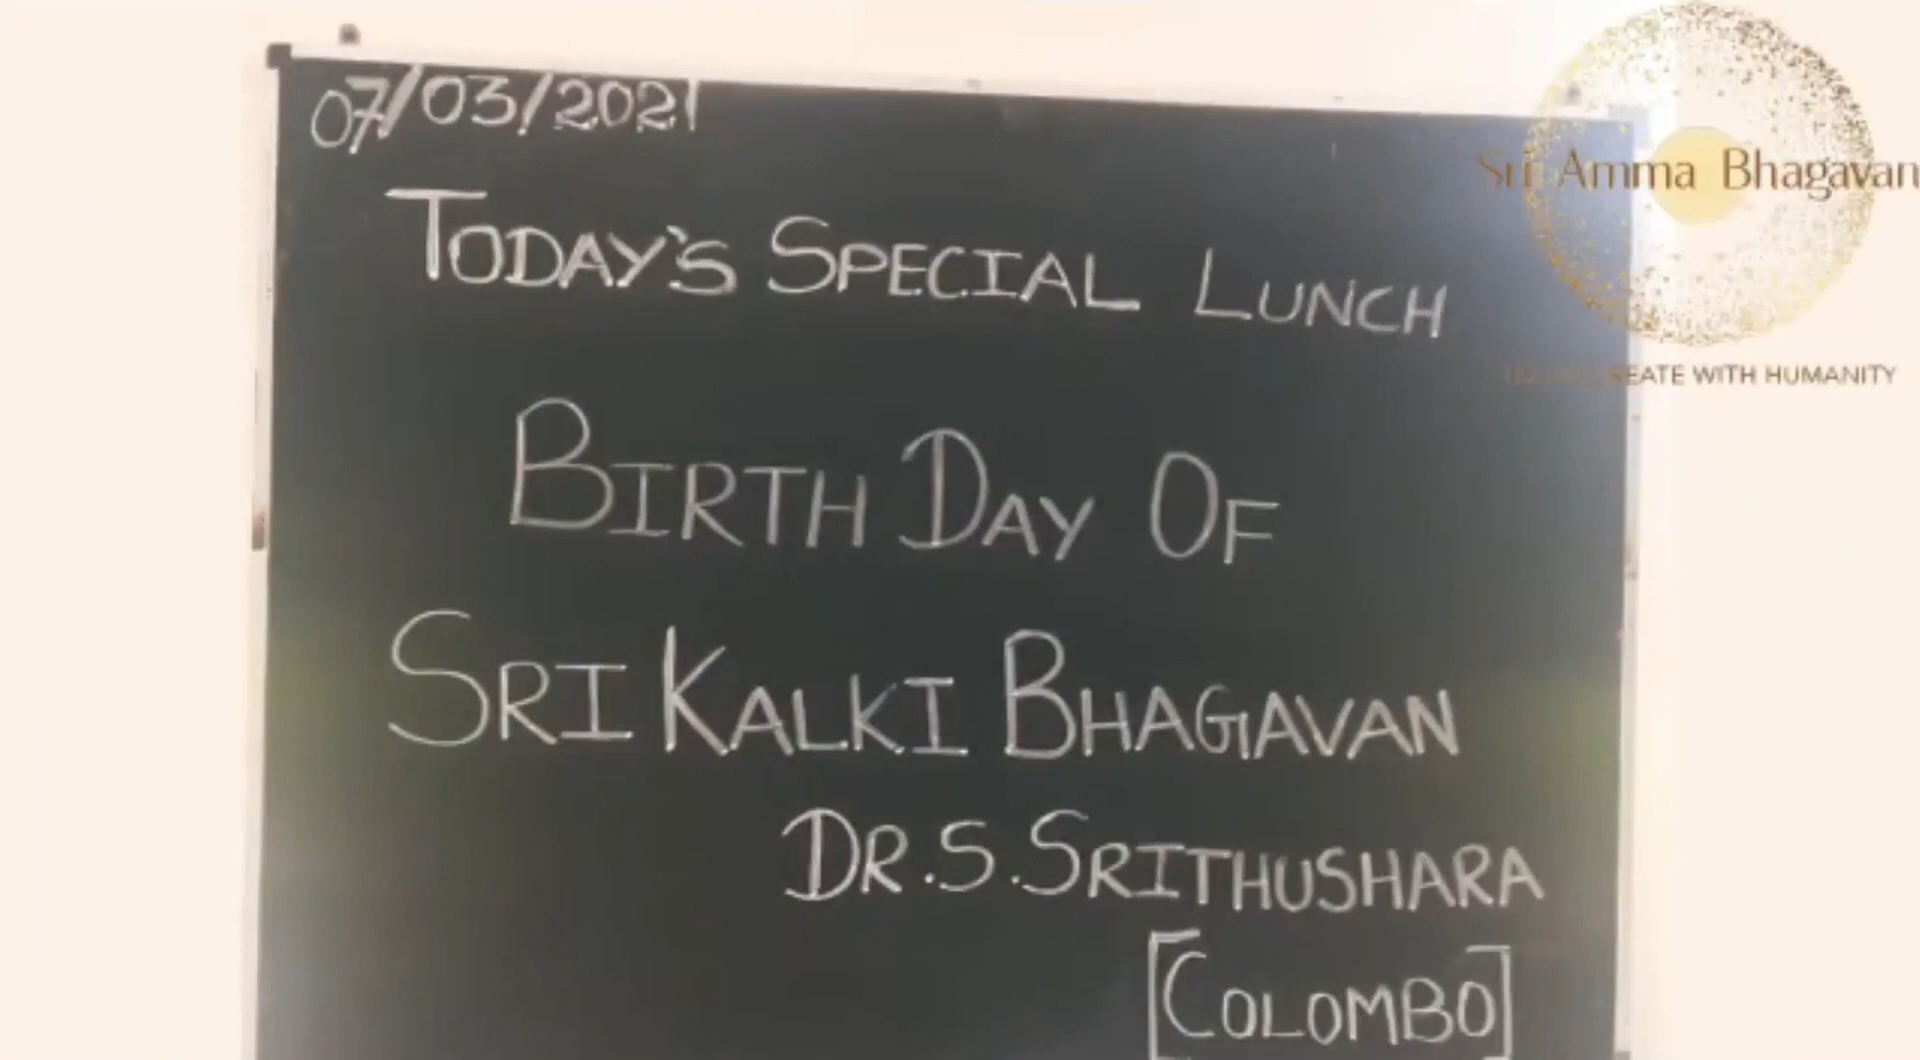 07/03/2021
TODAY'S SPECIAL LUNCH
BIRTH DAY OF
SRI KALKI BHAGAVAN
DR.S.SRITHUSHARA
[COLOMBO]
Sri Amma Bhagavan
WITH HUMANITY